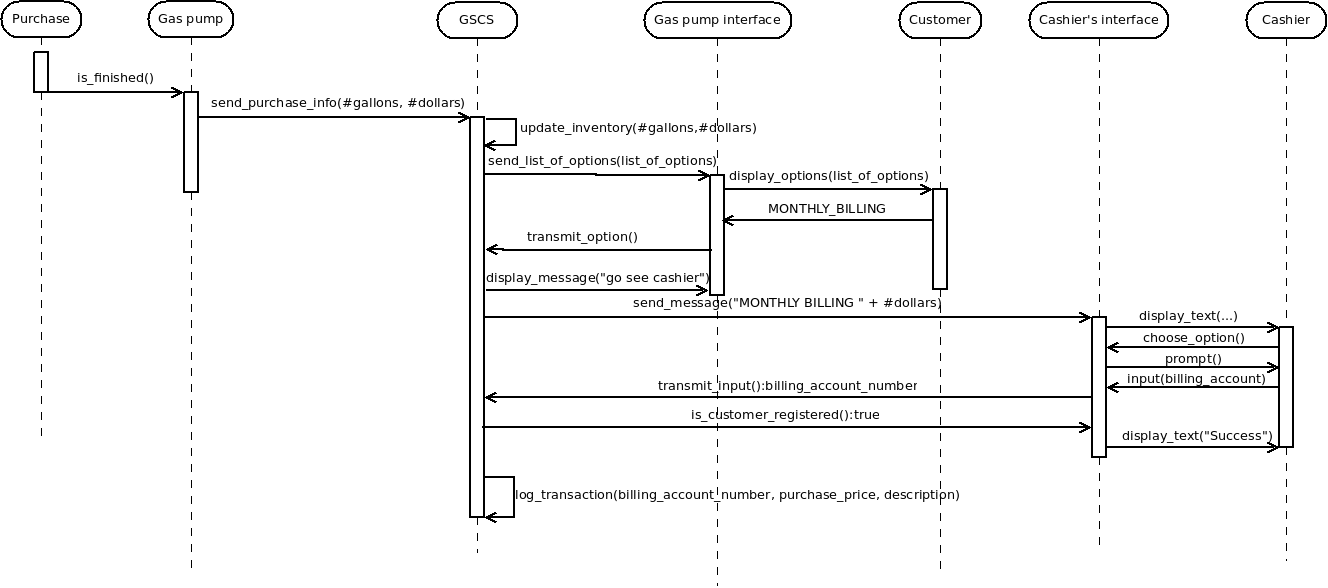 Purchase
Gas pump
GSCS
Gas pump interface
Customer
Cashier's interface
Cashier
is_finished()
send_purchase_info(#gallons, #dollars)
update_inventory(#gallons,#dollars)
send_list_of_options(list_of_options)
display_options(list_of_options)
MONTHLY_BILLING
transmit_option()
display_message("go see cashier")
send_message("MONTHLY BILLING " + #dollars)
display_text(...)
choose_option()
prompt()
input(billing_account)
transmit_input():billing_account_number
is_customer_registered():true
display_text("Success")
log_transaction(billing_account_number, purchase_price, description)